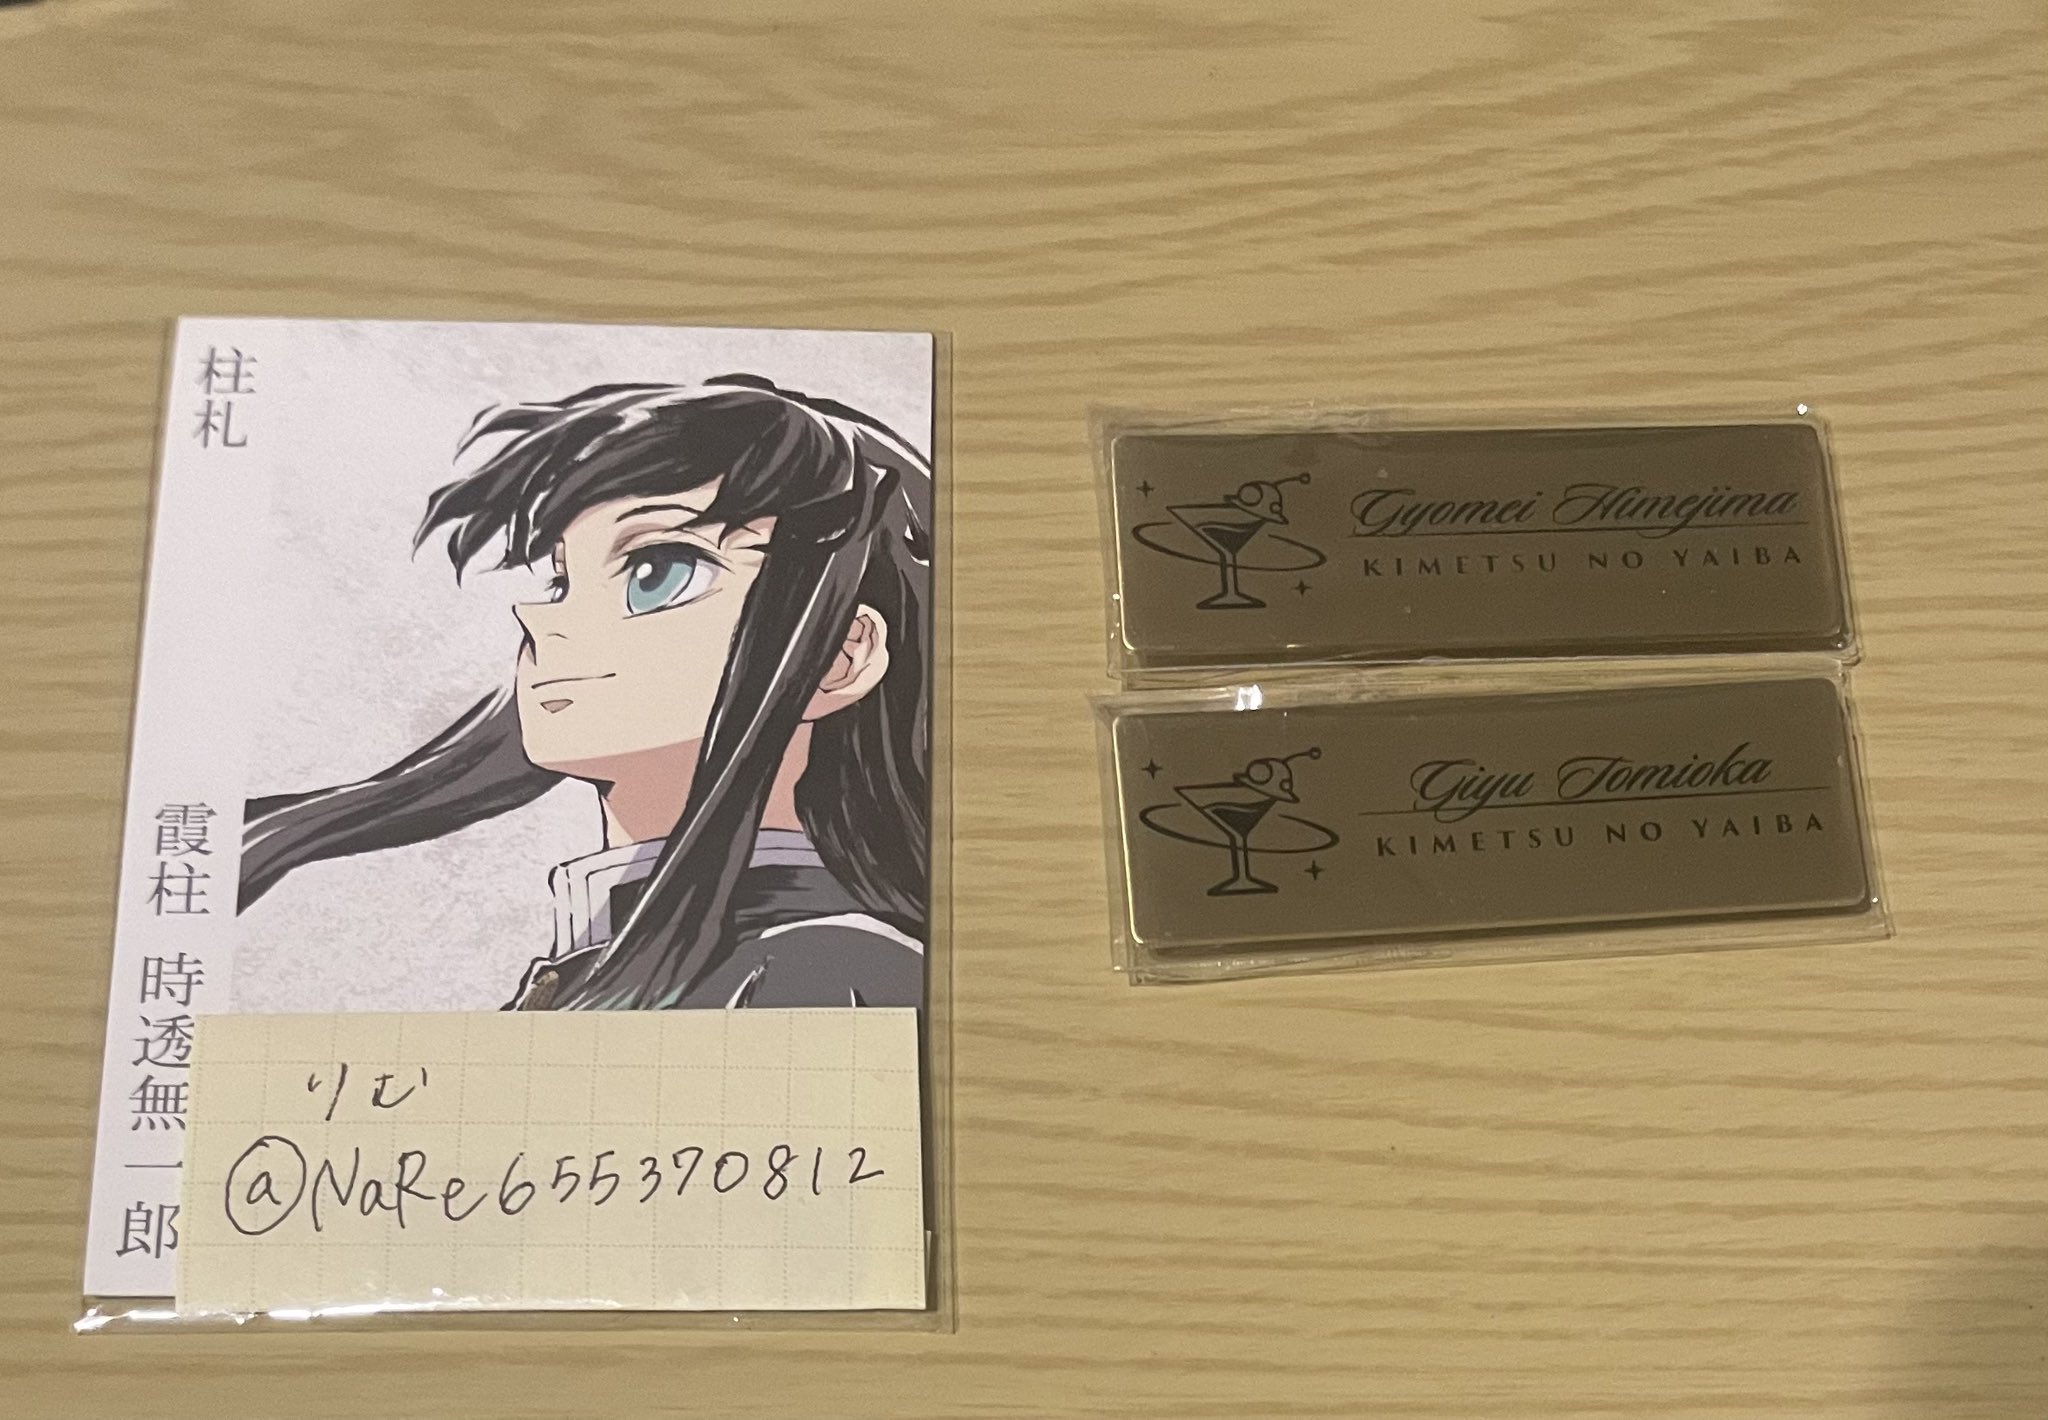 柱札
霞柱 時透無一郎
りむ
@NaRe655370812
Gyomei Himejima
KIMETSU NO YAIBA
Giyu Tomioka
KIMETSU NO YAIBA